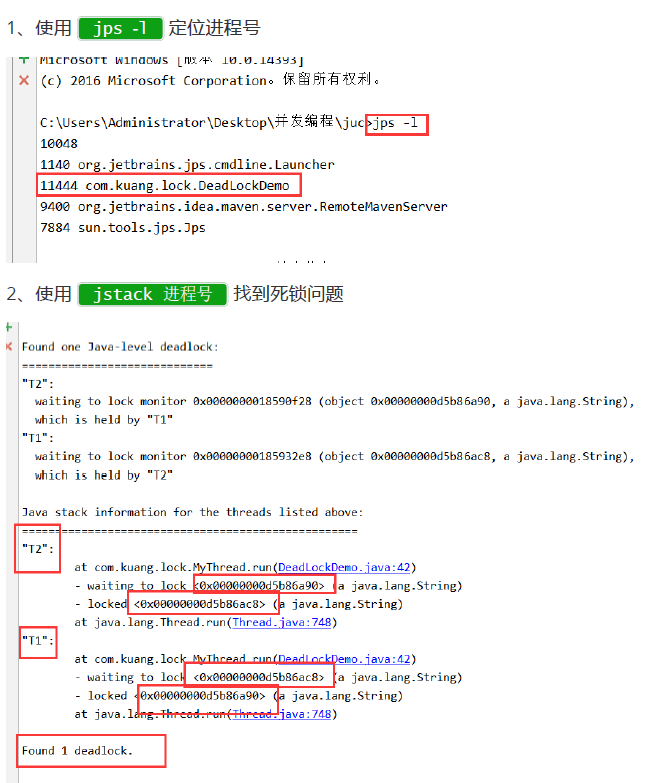 1、使用 jps -l 定位进程号
Microsoft Windows [版本 10.0.14393]
(c) 2016 Microsoft Corporation。保留所有权利。
C:\Users\Administrator\Desktop\并发编程\juc>jps -l
10048
1140 org.jetbrains.jps.cmdline.Launcher
11444 com.kuang.lock.DeadLockDemo
9400 org.jetbrains.idea.maven.server.RemoteMavenServer
7884 sun.tools.jps.Jps
2、使用 jstack 进程号 找到死锁问题
Found one Java-level deadlock:
=============================
"T2":
waiting to lock monitor 0x0000000018590f28 (object 0x00000000d5b86a90, a java.lang.String),
which is held by "T1"
"T1":
waiting to lock monitor 0x00000000185932e8 (object 0x00000000d5b86ac8, a java.lang.String),
which is held by "T2"
Java stack information for the threads listed above:
===================================================
"T2":
at com.kuang.lock.MyThread.run(DeadLockDemo.java:42)
- waiting to lock <0x00000000d5b86a90> (a java.lang.String)
- locked <0x00000000d5b86ac8> (a java.lang.String)
at java.lang.Thread.run(Thread.java:748)
"T1":
at com.kuang.lock.MyThread.run(DeadLockDemo.java:42)
- waiting to lock <0x00000000d5b86ac8> (a java.lang.String)
- locked <0x00000000d5b86a90> (a java.lang.String)
at java.lang.Thread.run(Thread.java:748)
Found 1 deadlock.